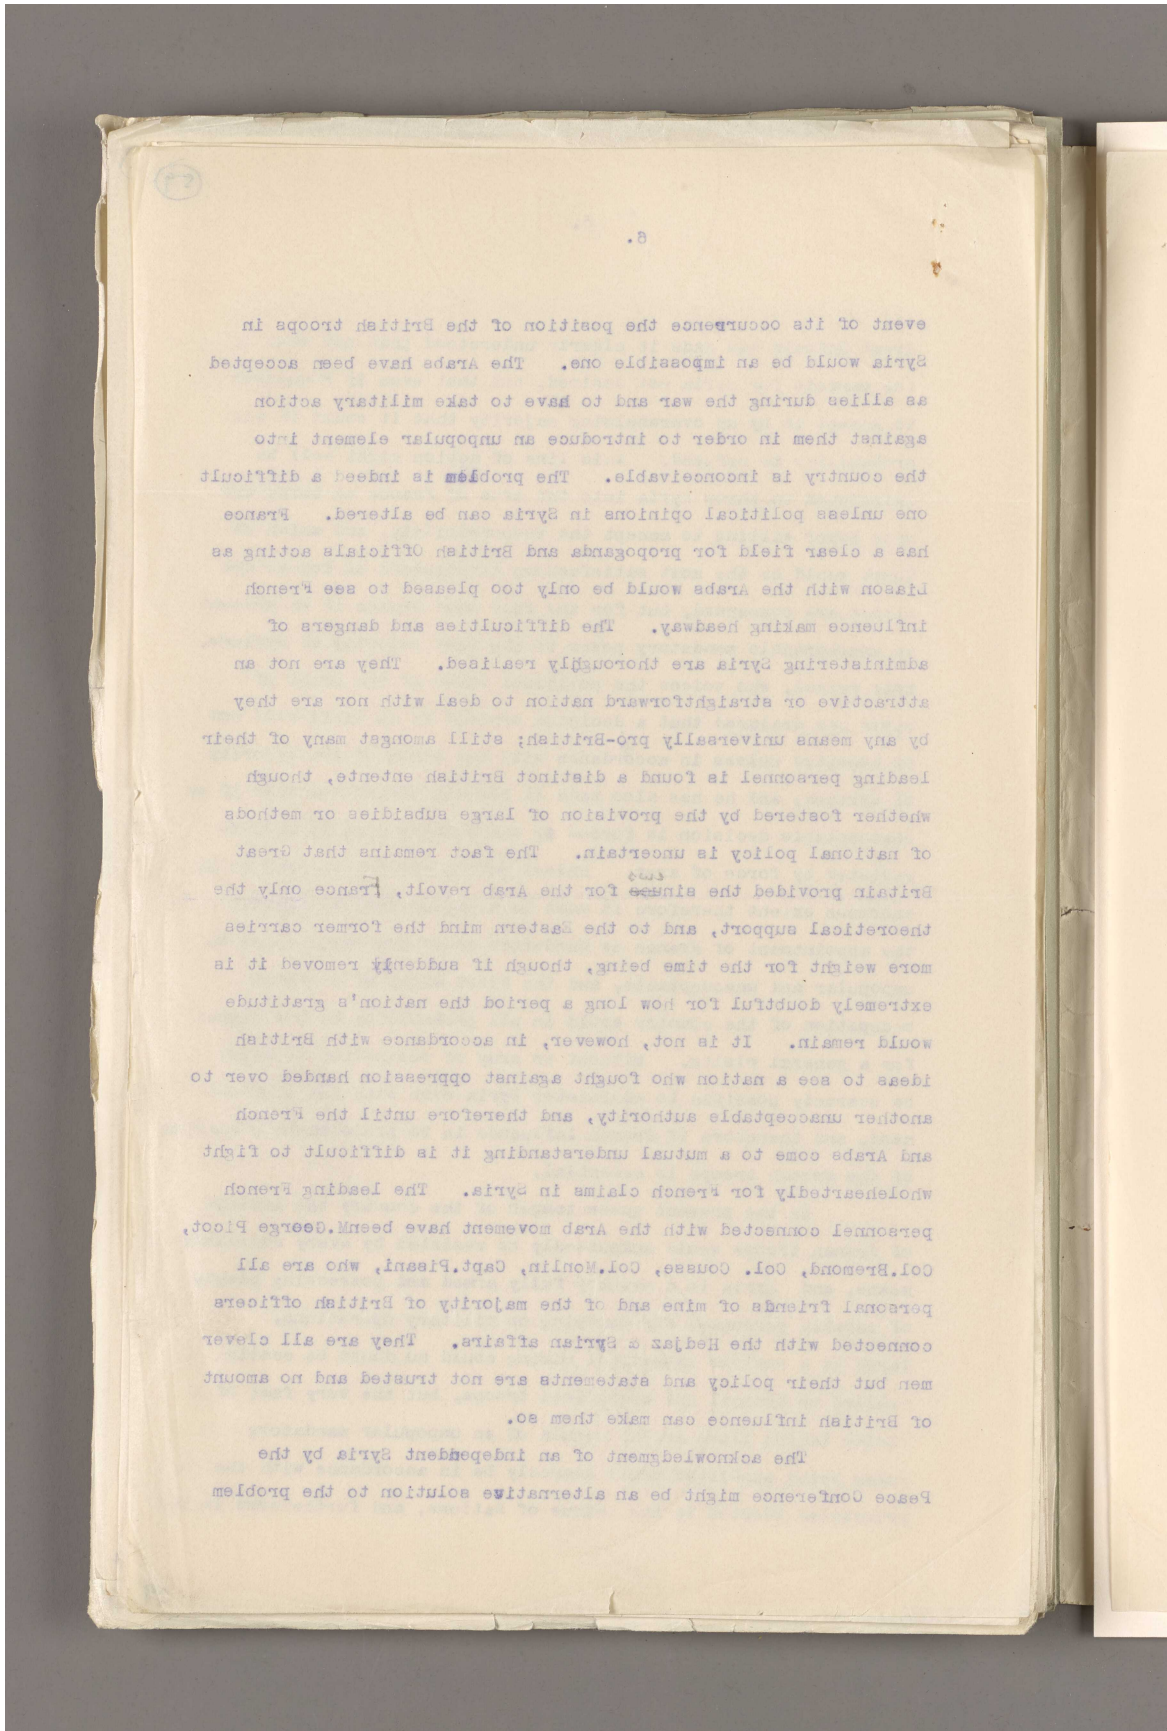 6.
event of its occurrence the position of the British troops in
Syria would be an impossible one. The Arabs have been accepted
as allies during the war and to have to take military action
against them in order to introduce an unpopular element into
the country is inconceivable. The problem is indeed a difficult
one unless political opinions in Syria can be altered. France
has a clear field for propoganda and British Officials acting as
Liason with the Arabs would be only too pleased to see French
influence making headway. The difficulties and dangers of
administering Syria are thoroughly realised. They are not an
attractive or straightforward nation to deal with nor are they
by any means universally pro-British; still amongst many of their
leading personnel is found a distinct British entente, though
whether fostered by the provision of large subsidies or methods
of national policy is uncertain. The fact remains that Great
Britain provided the sinews for the Arab revolt, France only the
theoretical support, and to the Eastern mind the former carries
more weight for the time being, though if suddenly removed it is
extremely doubtful for how long a period the nation's gratitude
would remain. It is not, however, in accordance with British
ideas to see a nation who fought against oppression handed over to
another unacceptable authority, and therefore until the French
and Arabs come to a mutual understanding it is difficult to fight
wholeheartedly for French claims in Syria. The leading French
personnel connected with the Arab movement have beenM.George Picot,
Col.Bremond, Col. Cousse, Col.Monlin, Capt.Pisani, who are all
personal friends of mine and of the majority of British officers
connected with the Hedjaz & Syrian affairs. They are all clever
men but their policy and statements are not trusted and no amount
of British influence can make them so.
The acknowledgment of an independent Syria by the
Peace Conference might be an alternative solution to the problem